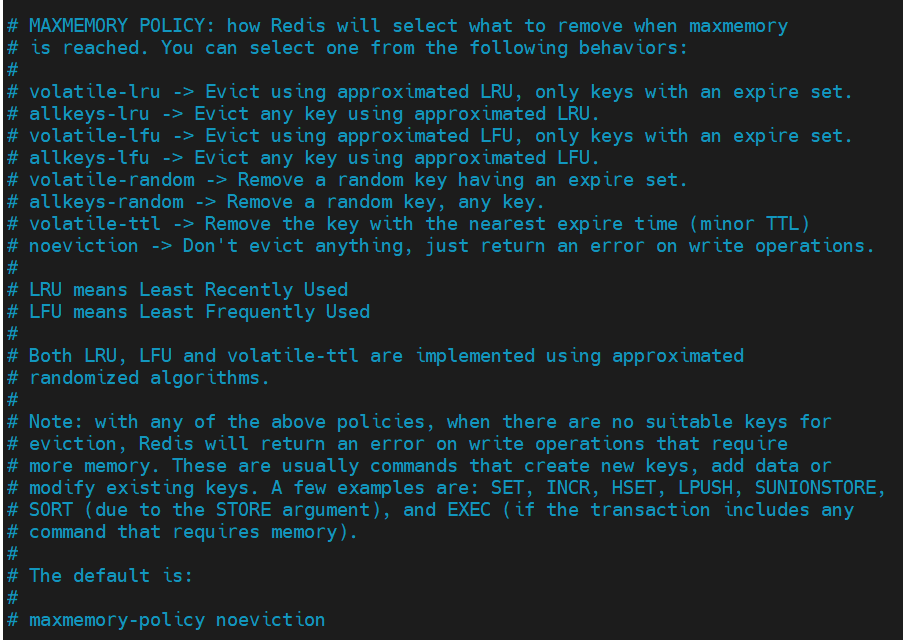 # MAXMEMORY POLICY: how Redis will select what to remove when maxmemory
# is reached. You can select one from the following behaviors:
#
# volatile-lru -> Evict using approximated LRU, only keys with an expire set.
# allkeys-lru -> Evict any key using approximated LRU.
# volatile-lfu -> Evict using approximated LFU, only keys with an expire set.
# allkeys-lfu -> Evict any key using approximated LFU.
# volatile-random -> Remove a random key having an expire set.
# allkeys-random -> Remove a random key, any key.
# volatile-ttl -> Remove the key with the nearest expire time (minor TTL)
# noeviction -> Don't evict anything, just return an error on write operations.
#
# LRU means Least Recently Used
# LFU means Least Frequently Used
#
# Both LRU, LFU and volatile-ttl are implemented using approximated
# randomized algorithms.
#
# Note: with any of the above policies, when there are no suitable keys for
# eviction, Redis will return an error on write operations that require
# more memory. These are usually commands that create new keys, add data or
# modify existing keys. A few examples are: SET, INCR, HSET, LPUSH, SUNIONSTORE,
# SORT (due to the STORE argument), and EXEC (if the transaction includes any
# command that requires memory).
#
# The default is:
#
# maxmemory-policy noeviction